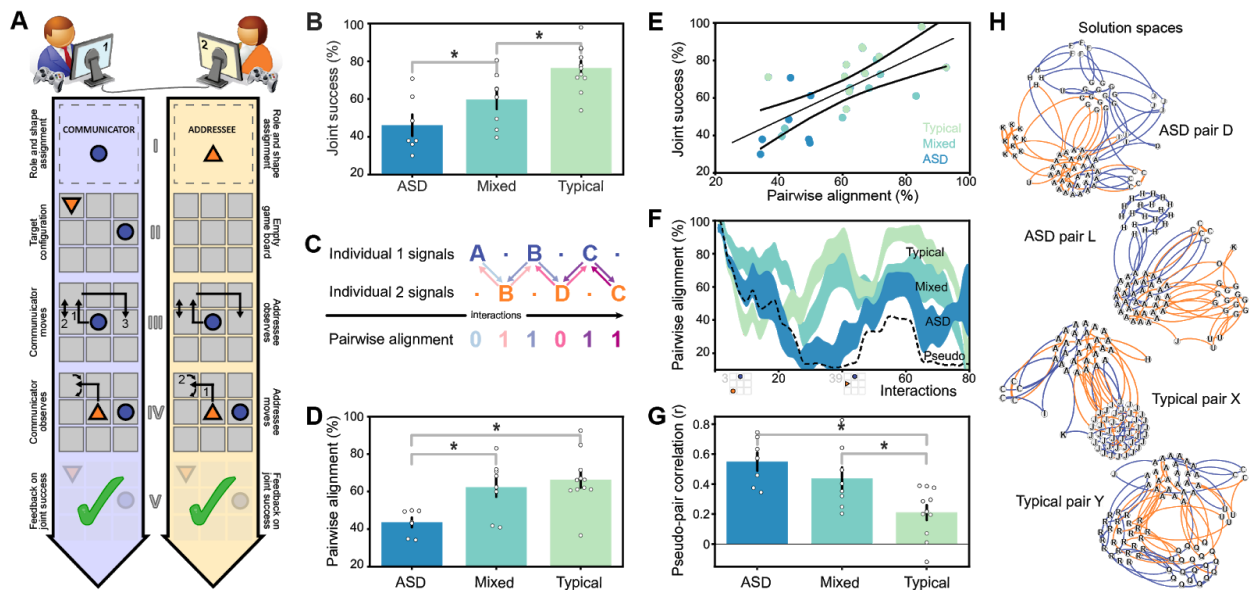 A
1
2
COMMUNICATOR
ADDRESSEE
Role and shape assignment
I
Role and shape assignment
Target configuration
II
Empty game board
Communicator moves
2 1 3
III
Addressee observes
Communicator observes
IV
2
1
Addressee moves
Feedback on joint success
V
Feedback on joint success
B
Joint success (%)
100
80
60
40
20
*
*
ASD
Mixed
Typical
C
Individual 1 signals
A · B · C ·
Individual 2 signals
· B · D · C
interactions
Pairwise alignment
0 1 1 0 1 1
D
Pairwise alignment (%)
100
80
60
40
20
*
*
ASD
Mixed
Typical
E
Joint success (%)
100
80
60
40
20
Typical
Mixed
ASD
20
40
60
80
100
Pairwise alignment (%)
F
Pairwise alignment (%)
100
80
60
40
20
Typical
Mixed
ASD
Pseudo
3
39
20
40
60
80
Interactions
G
Pseudo-pair correlation (r)
0.8
0.6
0.4
0.2
0
*
*
ASD
Mixed
Typical
H
Solution spaces
ASD pair D
ASD pair L
Typical pair X
Typical pair Y